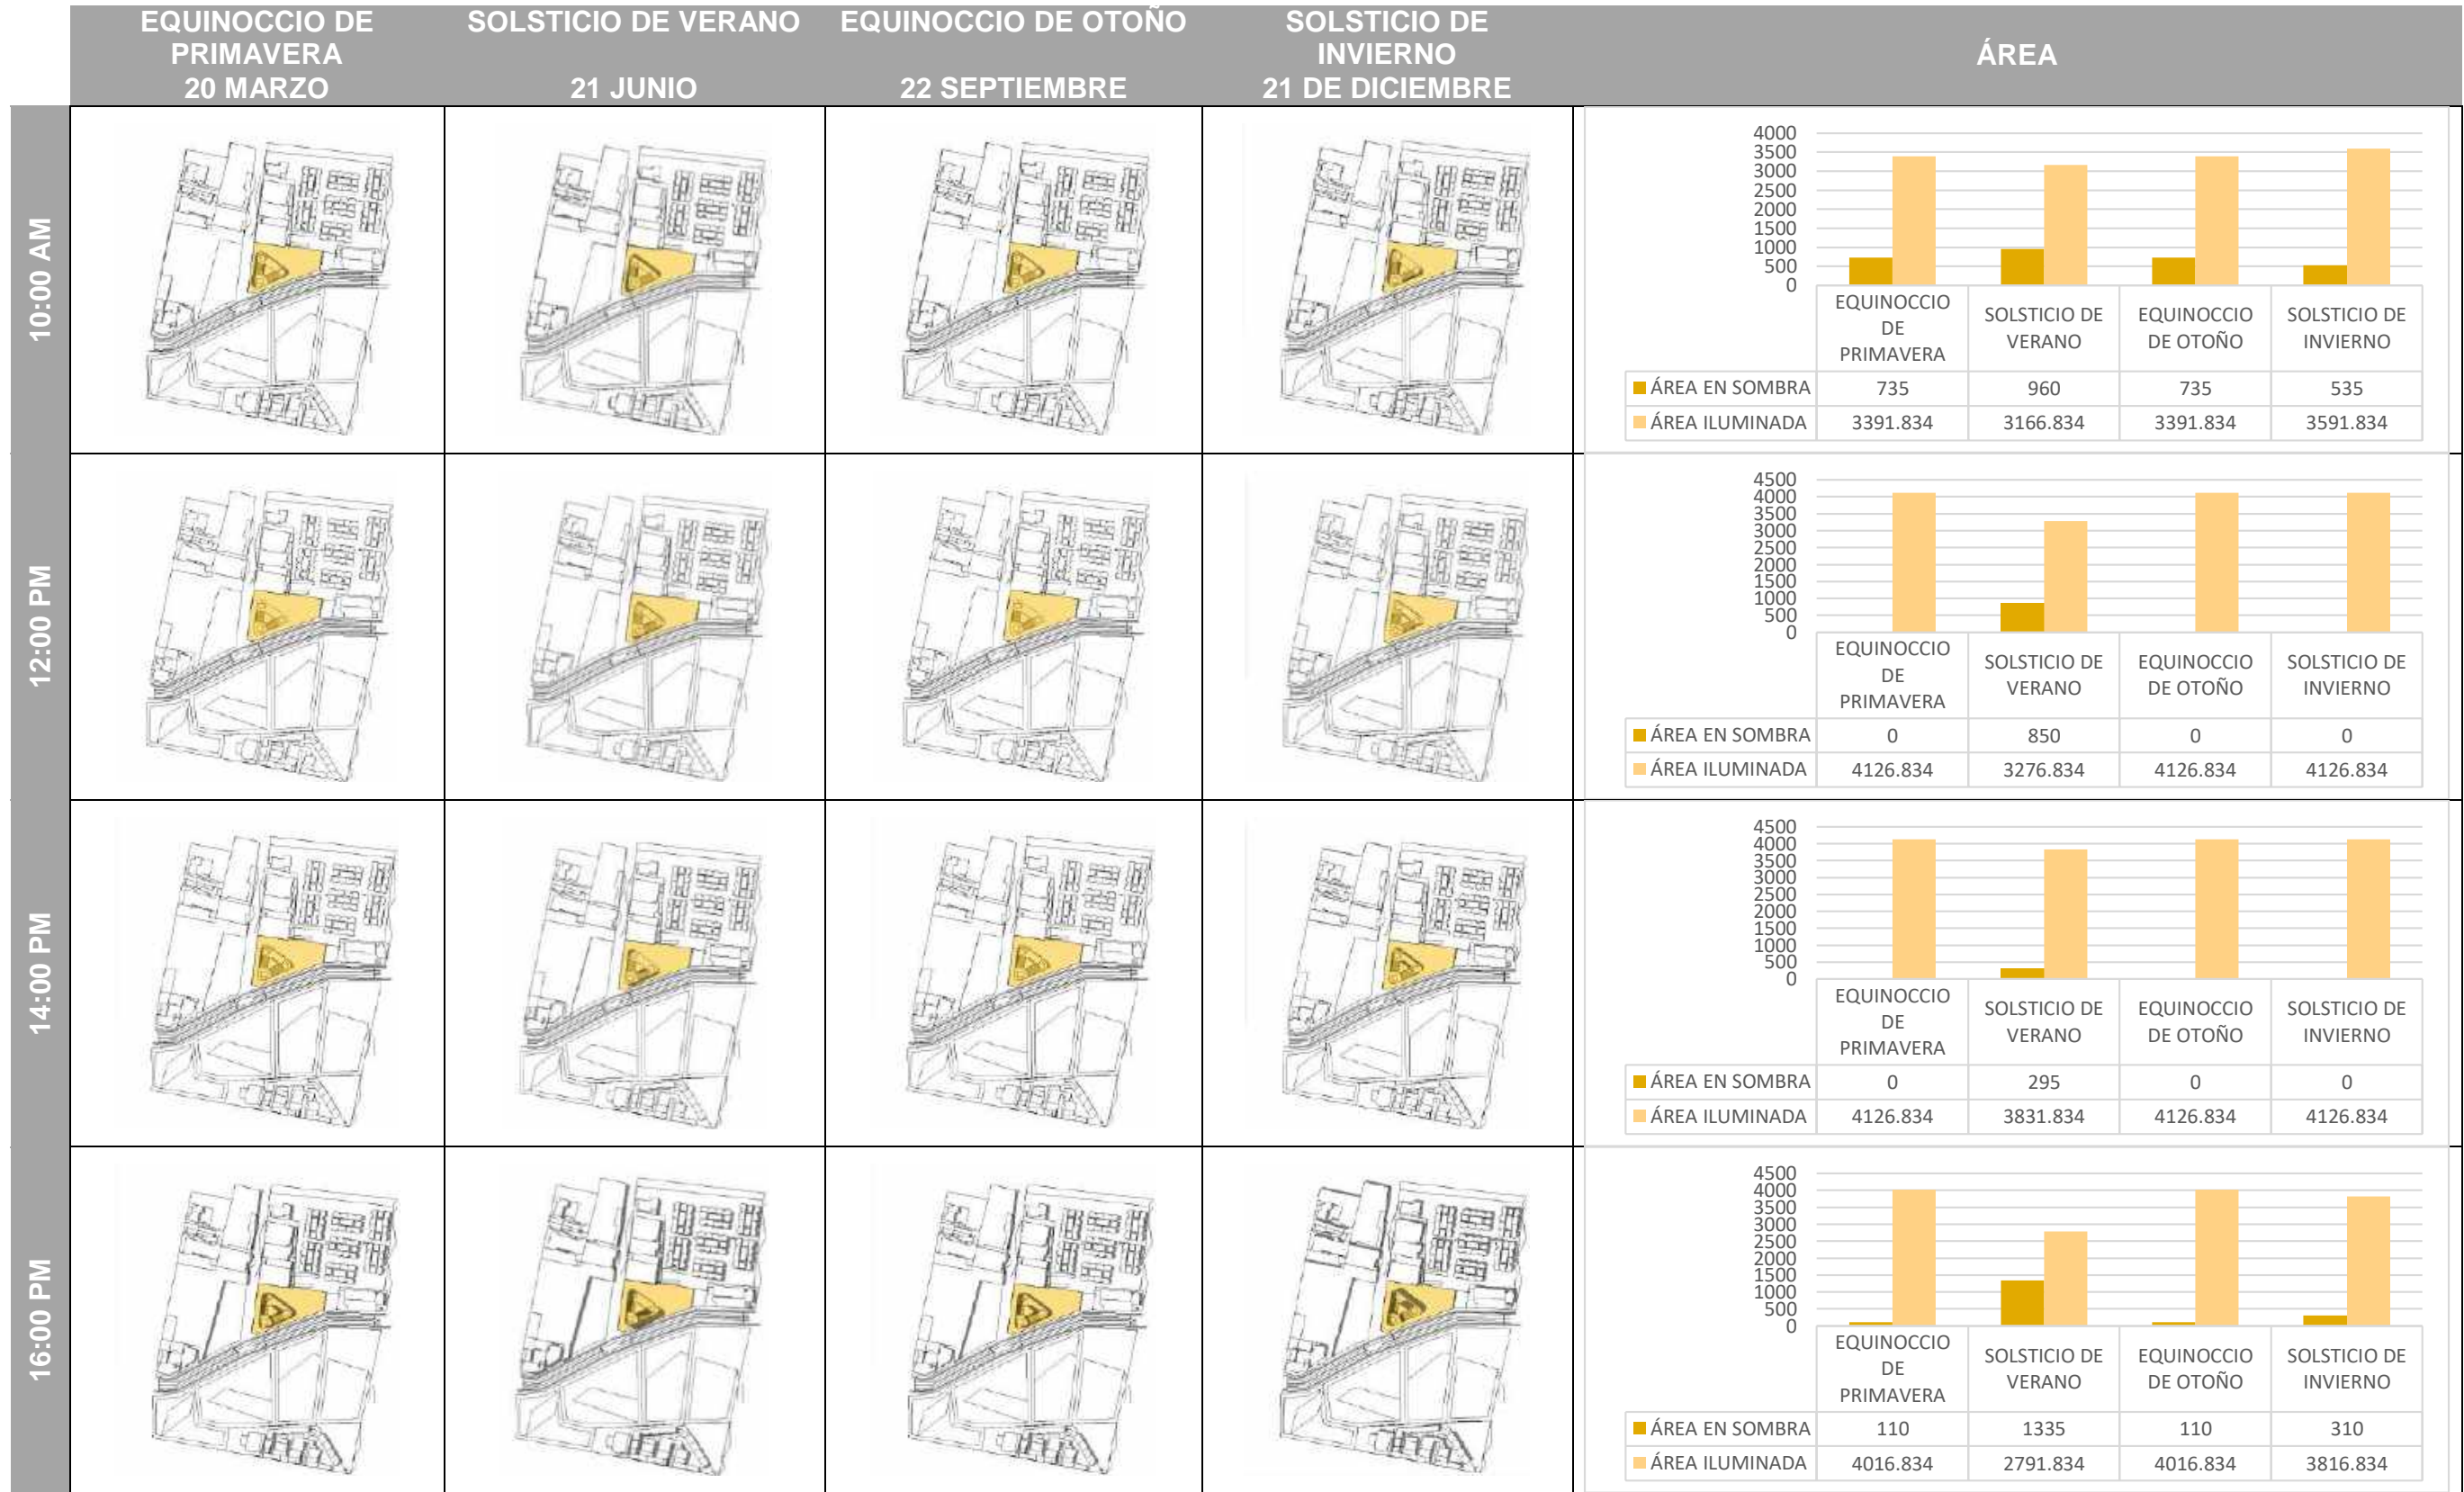 EQUINOCCIO DE
PRIMAVERA
20 MARZO
SOLSTICIO DE VERANO
21 JUNIO
EQUINOCCIO DE OTOÑO
22 SEPTIEMBRE
SOLSTICIO DE
INVIERNO
21 DE DICIEMBRE
ÁREA
10:00 AM
4000
3500
3000
2500
2000
1500
1000
500
0
EQUINOCCIO
DE
PRIMAVERA
SOLSTICIO DE
VERANO
EQUINOCCIO
DE OTOÑO
SOLSTICIO DE
INVIERNO
ÁREA EN SOMBRA 735 960 735 535
ÁREA ILUMINADA 3391.834 3166.834 3391.834 3591.834
12:00 PM
4500
4000
3500
3000
2500
2000
1500
1000
500
0
EQUINOCCIO
DE
PRIMAVERA
SOLSTICIO DE
VERANO
EQUINOCCIO
DE OTOÑO
SOLSTICIO DE
INVIERNO
ÁREA EN SOMBRA 0 850 0 0
ÁREA ILUMINADA 4126.834 3276.834 4126.834 4126.834
14:00 PM
4500
4000
3500
3000
2500
2000
1500
1000
500
0
EQUINOCCIO
DE
PRIMAVERA
SOLSTICIO DE
VERANO
EQUINOCCIO
DE OTOÑO
SOLSTICIO DE
INVIERNO
ÁREA EN SOMBRA 0 295 0 0
ÁREA ILUMINADA 4126.834 3831.834 4126.834 4126.834
16:00 PM
4500
4000
3500
3000
2500
2000
1500
1000
500
0
EQUINOCCIO
DE
PRIMAVERA
SOLSTICIO DE
VERANO
EQUINOCCIO
DE OTOÑO
SOLSTICIO DE
INVIERNO
ÁREA EN SOMBRA 110 1335 110 310
ÁREA ILUMINADA 4016.834 2791.834 4016.834 3816.834